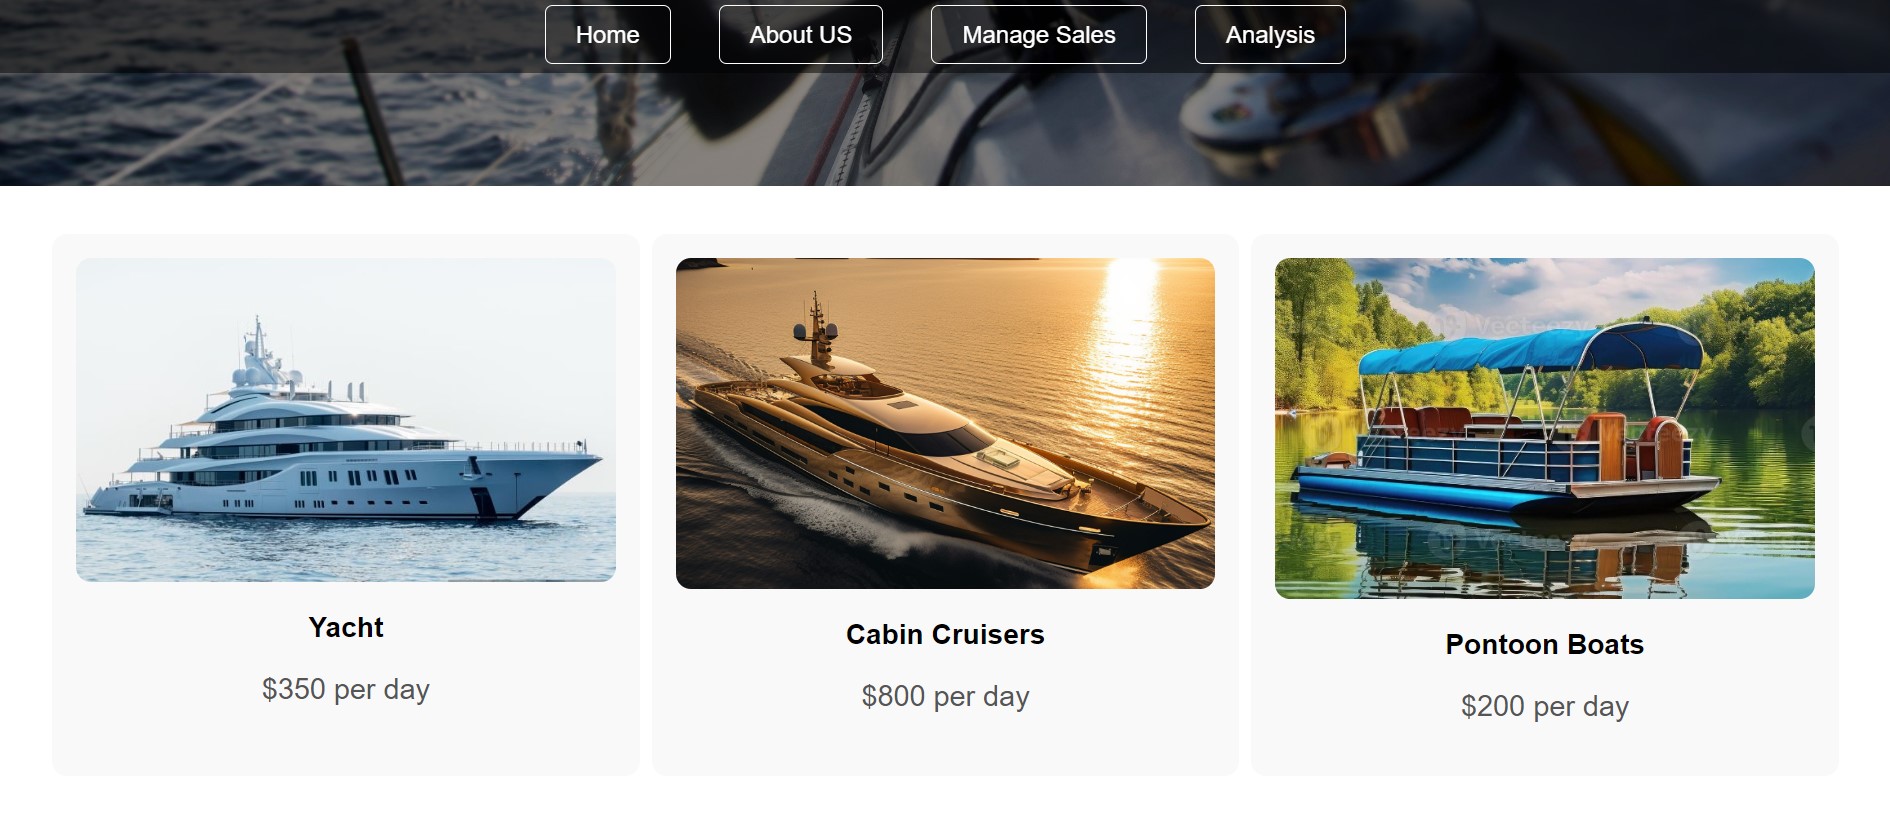 Home
About US
Manage Sales
Analysis
Vecteezy
Yacht
$350 per day
Cabin Cruisers
$800 per day
Pontoon Boats
$200 per day